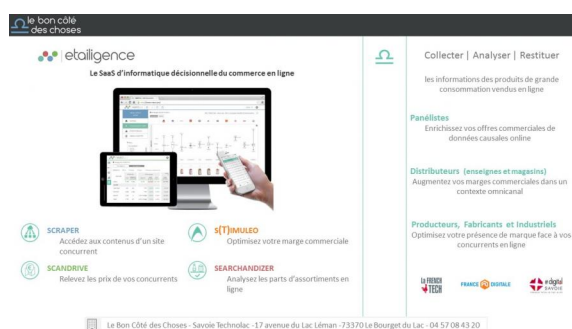 le bon côté
des choses
etailigence
Le SaaS d'informatique décisionnelle du commerce en ligne
SCRAPER
Accédez aux contenus d'un site
concurrent
S(T)IMULEO
Optimisez votre marge commerciale
SCANDRIVE
Relevez les prix de vos concurrents
SEARCHANDIZER
Analysez les parts d'assortiments en
ligne
Collecter | Analyser | Restituer
les informations des produits de grande
consommation vendus en ligne
Panélistes
Enrichissez vos offres commerciales de
données causales online
Distributeurs (enseignes et magasins)
Augmentez vos marges commerciales dans un
contexte omnicanal
Producteurs, Fabricants et Industriels
Optimisez votre présence de marque face à vos
concurrents en ligne
La FRENCH
TECH
FRANCE DIGITALE
e digital
SAVOIE
Le Bon Côté des Choses - Savoie Technolac -17 avenue du Lac Léman -73370 Le Bourget du Lac - 04 57 08 43 20